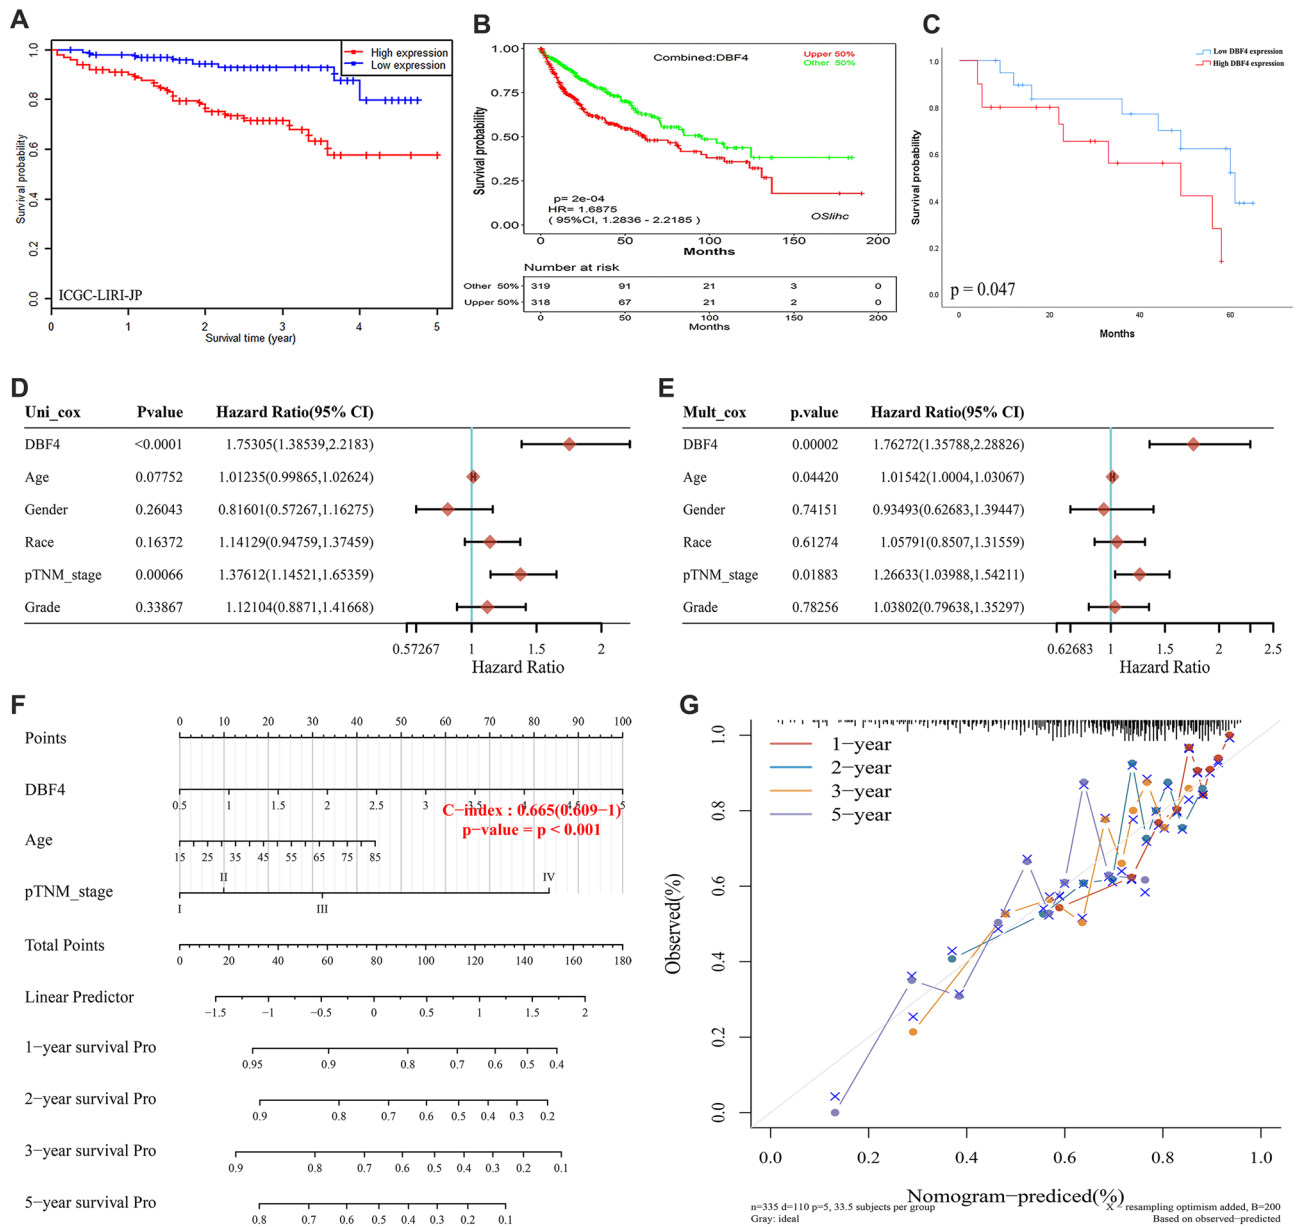 A
Survival probability
1.0
0.8
0.6
0.4
0.2
0.0
High expression
Low expression
ICGC-LIRI-JP
0 1 2 3 4 5
Survival time (year)
B
Survival probability
1.00
0.75
0.50
0.25
0.00
Combined:DBF4
Upper 50%
Other 50%
p= 2e-04
HR= 1.6875
( 95%CI, 1.2836 - 2.2185 )
OSlihc
0 50 100 150 200
Months
Number at risk
Other 50% 319 91 21 3 0
Upper 50% 318 67 21 2 0
0 50 100 150 200
Months
C
Survival probability
1.0
0.8
0.6
0.4
0.2
0.0
Low DBF4 expression
High DBF4 expression
p = 0.047
0 20 40 60
Months
D
Uni_cox Pvalue Hazard Ratio(95% CI)
DBF4 <0.0001 1.75305(1.38539,2.2183)
Age 0.07752 1.01235(0.99865,1.02624)
Gender 0.26043 0.81601(0.57267,1.16275)
Race 0.16372 1.14129(0.94759,1.37459)
pTNM_stage 0.00066 1.37612(1.14521,1.65359)
Grade 0.33867 1.12104(0.8871,1.41668)
0.57267 1 1.5 2
Hazard Ratio
E
Mult_cox p.value Hazard Ratio(95% CI)
DBF4 0.00002 1.76272(1.35788,2.28826)
Age 0.04420 1.01542(1.0004,1.03067)
Gender 0.74151 0.93493(0.62683,1.39447)
Race 0.61274 1.05791(0.8507,1.31559)
pTNM_stage 0.01883 1.26633(1.03988,1.54211)
Grade 0.78256 1.03802(0.79638,1.35297)
0.62683 1 1.5 2 2.5
Hazard Ratio
F
0 10 20 30 40 50 60 70 80 90 100
Points
DBF4
0.5 1 1.5 2 2.5 3 3.5 4 4.5 5
C−index : 0.665(0.609−1)
p−value = p < 0.001
Age
15 25 35 45 55 65 75 85
II IV
pTNM_stage
I III
Total Points
0 20 40 60 80 100 120 140 160 180
Linear Predictor
−1.5 −1 −0.5 0 0.5 1 1.5 2
1−year survival Pro
0.95 0.9 0.8 0.7 0.6 0.5 0.4
2−year survival Pro
0.9 0.8 0.7 0.6 0.5 0.4 0.3 0.2
3−year survival Pro
0.9 0.8 0.7 0.6 0.5 0.4 0.3 0.2 0.1
5−year survival Pro
0.8 0.7 0.6 0.5 0.4 0.3 0.2 0.1
G
Observed(%)
1.0
0.8
0.6
0.4
0.2
0.0
1−year
2−year
3−year
5−year
0.0 0.2 0.4 0.6 0.8 1.0
Nomogram−prediced(%)
n=335 d=110 p=5, 33.5 subjects per group
Gray: ideal
X − resampling optimism added, B=200
Based on observed−predicted